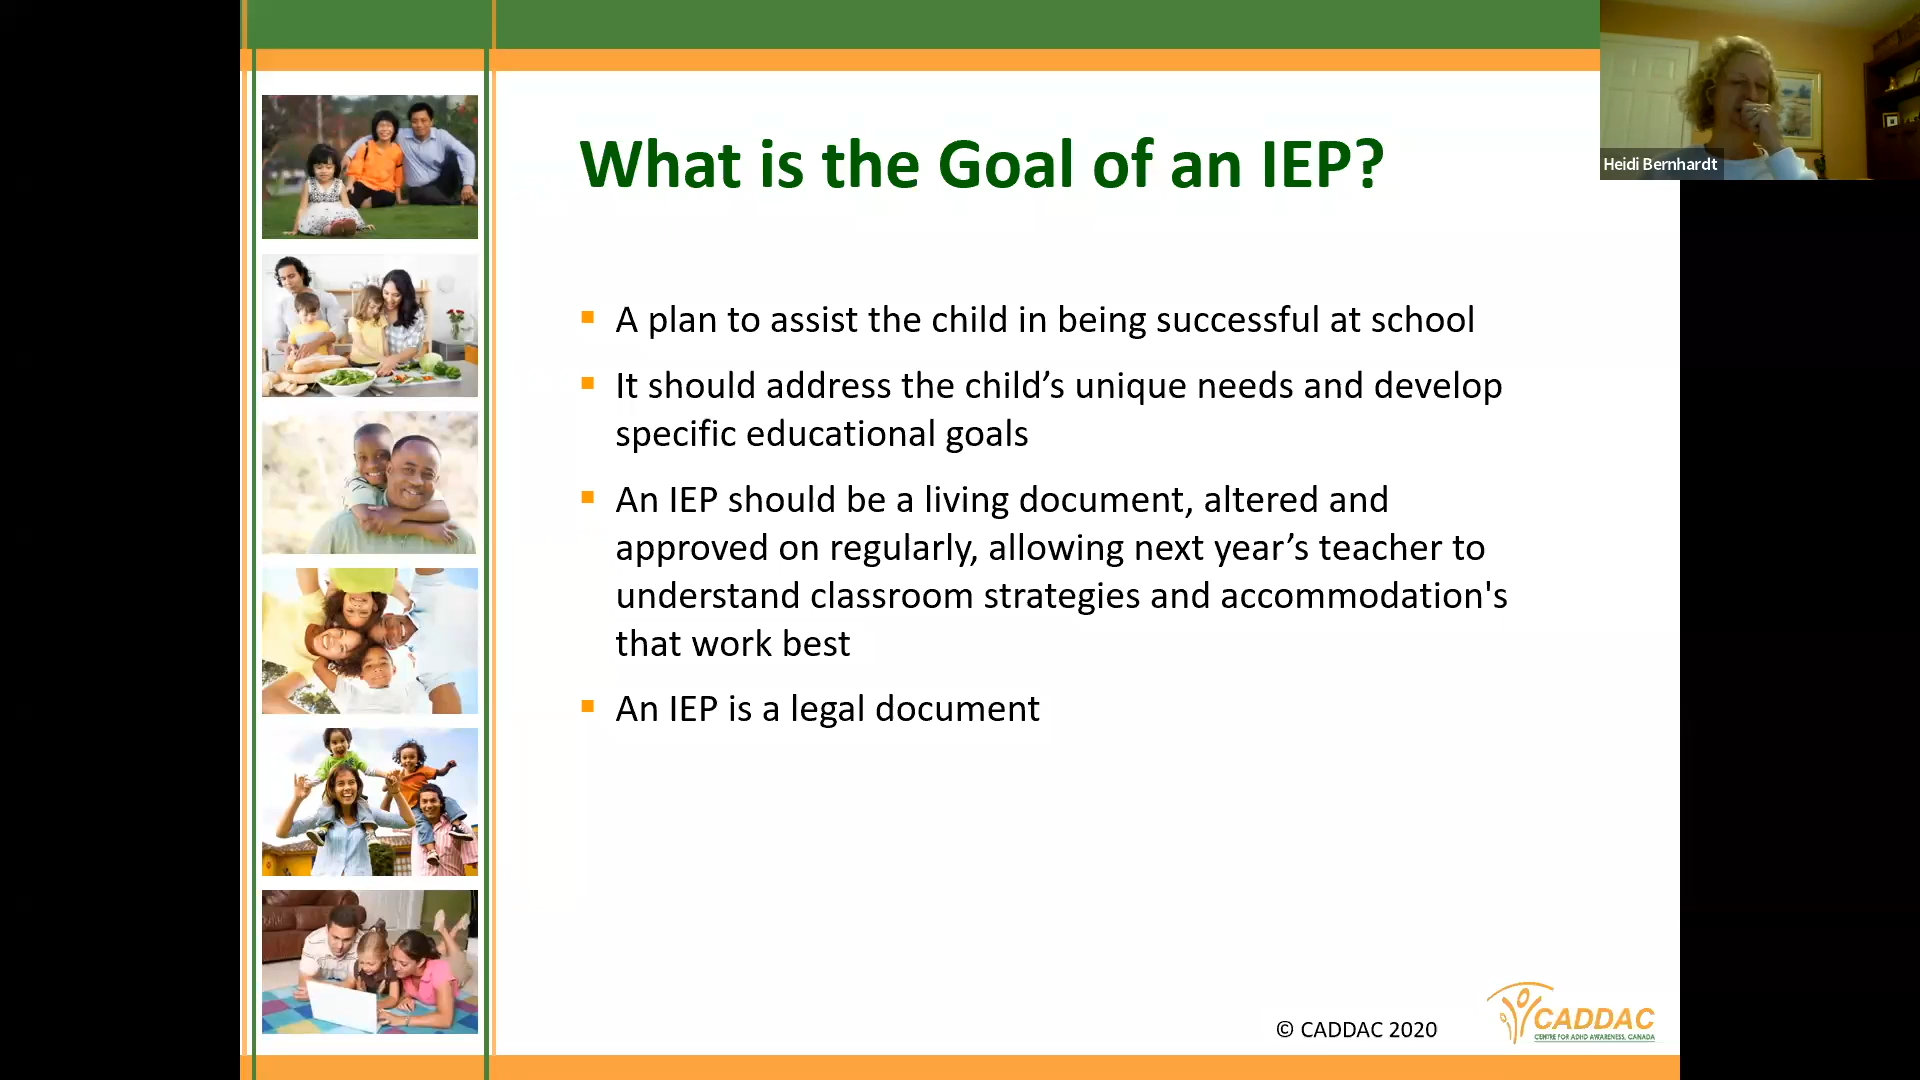 What is the Goal of an IEP?
Heidi Bernhardt
A plan to assist the child in being successful at school
It should address the child’s unique needs and develop
specific educational goals
An IEP should be a living document, altered and
approved on regularly, allowing next year’s teacher to
understand classroom strategies and accommodation's
that work best
An IEP is a legal document
© CADDAC 2020
CADDAC
CENTRE FOR ADHD AWARENESS, CANADA